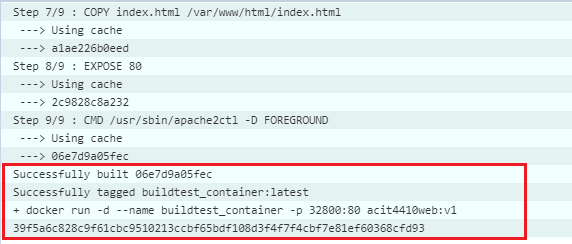 Step 7/9 : COPY index.html /var/www/html/index.html
---> Using cache
---> a1ae226b0eed
Step 8/9 : EXPOSE 80
---> Using cache
---> 2c9828c8a232
Step 9/9 : CMD /usr/sbin/apache2ctl -D FOREGROUND
---> Using cache
---> 06e7d9a05fec
Successfully built 06e7d9a05fec
Successfully tagged buildtest_container:latest
+ docker run -d --name buildtest_container -p 32800:80 acit4410web:v1
39f5a6c828c9f61cbc9510213ccbf65bdf108d3f4f7f4cbf7e81ef60368cfd93